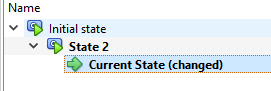 Name
Initial state
State 2
Current State (changed)